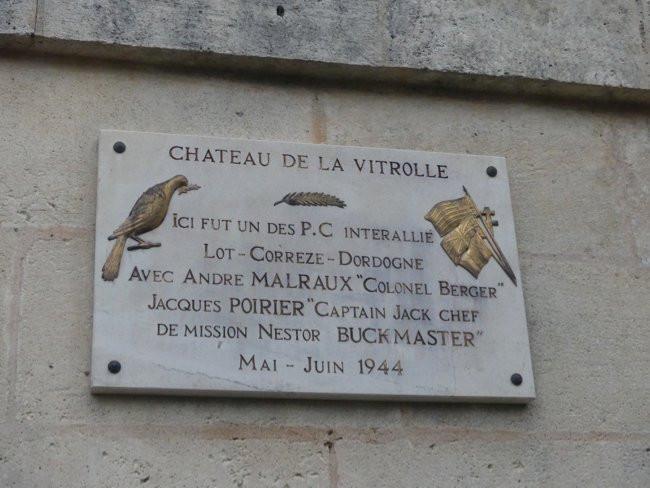 CHATEAU DE LA VITROLLE
ICI FUT UN DES P.C INTERALLIÉ
LOT-CORREZE-DORDOGNE
AVEC ANDRE MALRAUX "COLONEL BERGER"
JACQUES POIRIER "CAPTAIN JACK CHEF
DE MISSION NESTOR BUCKMASTER"
MAI - JUIN 1944